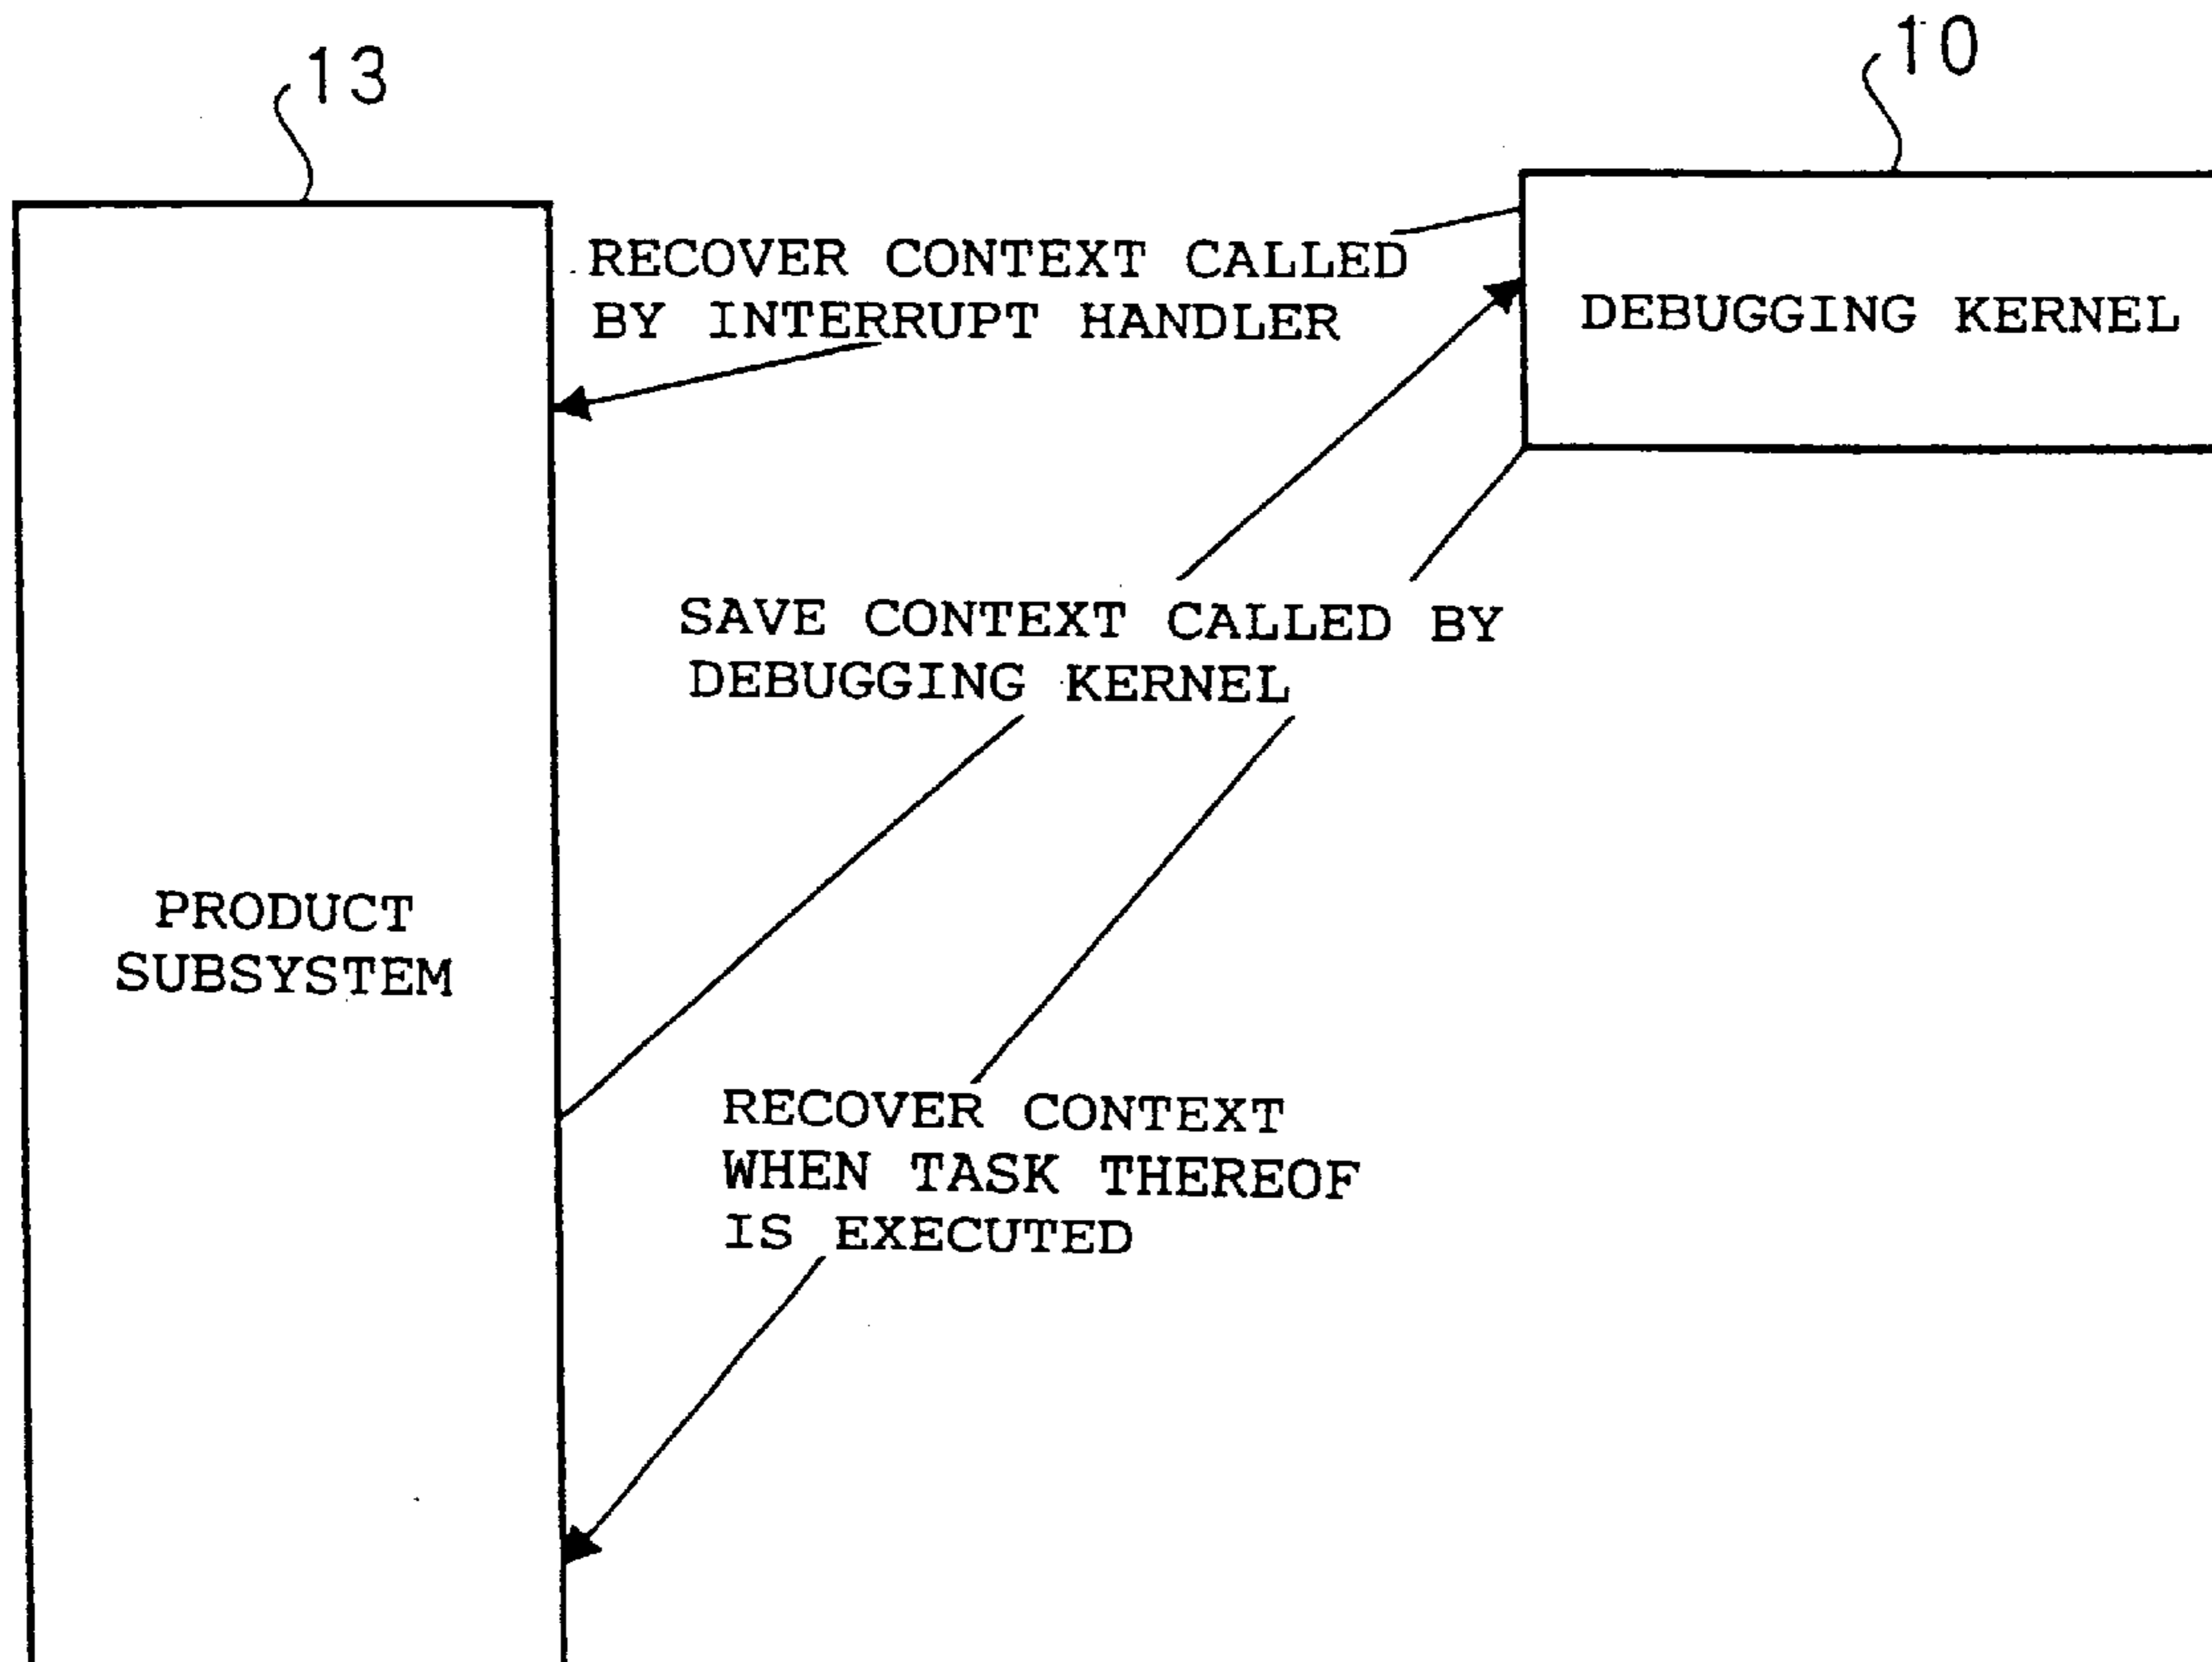 13
10
RECOVER CONTEXT CALLED
BY INTERRUPT HANDLER
DEBUGGING KERNEL
SAVE CONTEXT CALLED BY
DEBUGGING KERNEL
PRODUCT
SUBSYSTEM
RECOVER CONTEXT
WHEN TASK THEREOF
IS EXECUTED